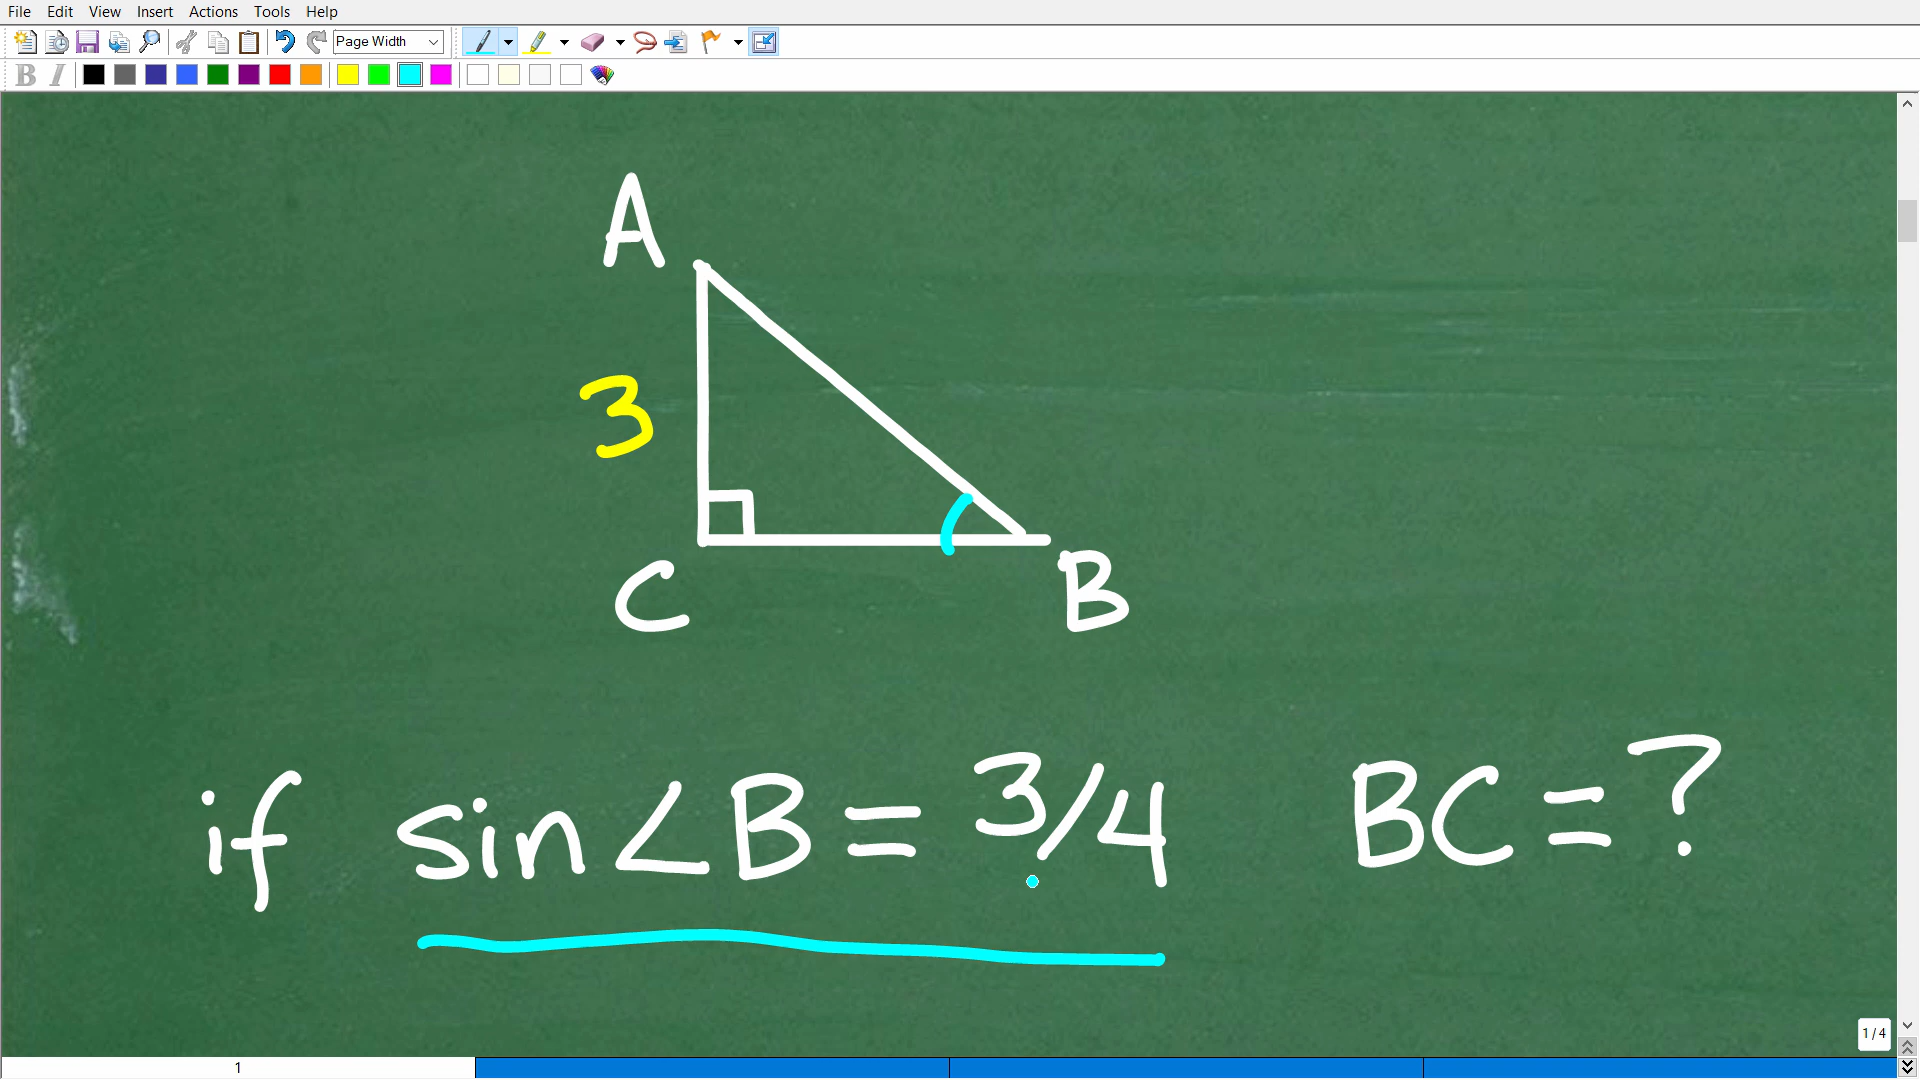 File Edit View Insert Actions Tools Help
Page Width
B I
A
3
C
B
if sin∠B = 3/4 BC = ?
1 / 4
1